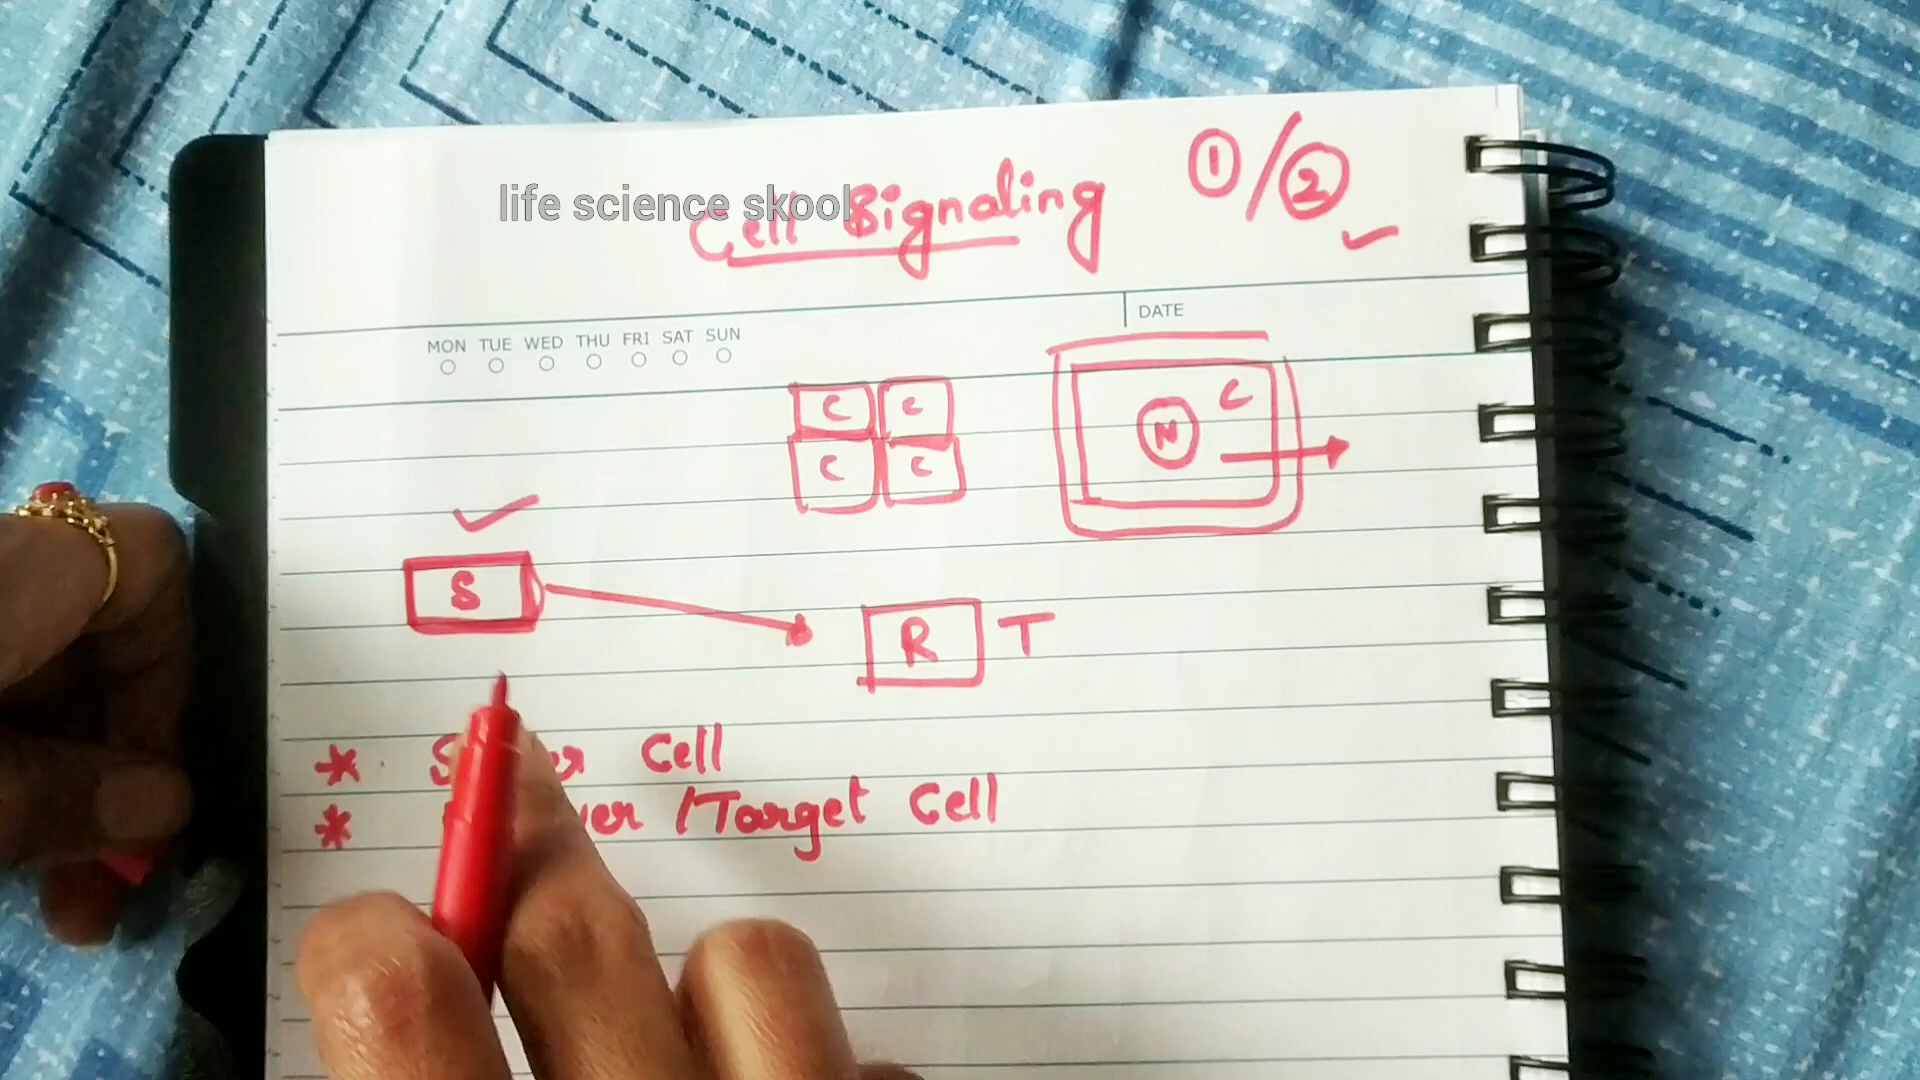 life science skool
Cell Signaling ① / ②
DATE
MON TUE WED THU FRI SAT SUN
C C
C C
N C
S
R T
* Cell
* /Target Cell